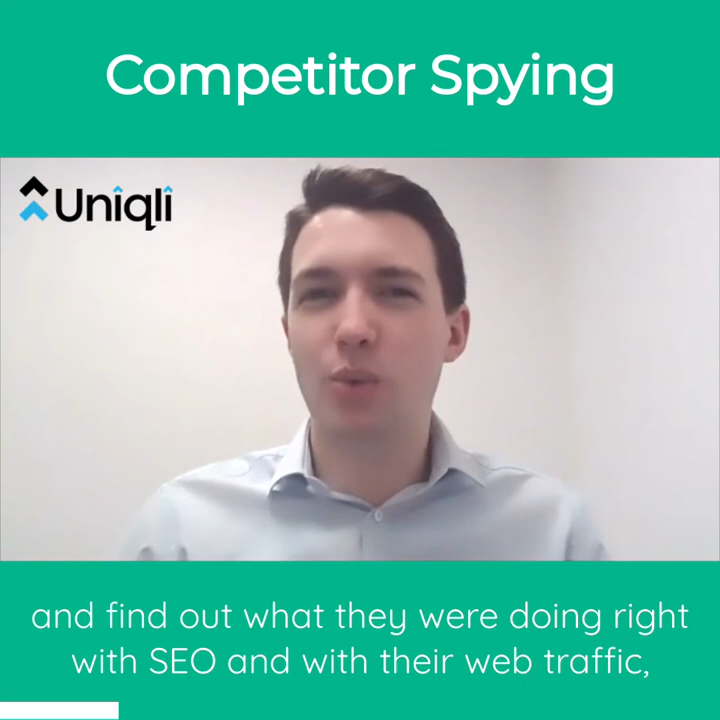 Competitor Spying
Uniqli
and find out what they were doing right
with SEO and with their web traffic,